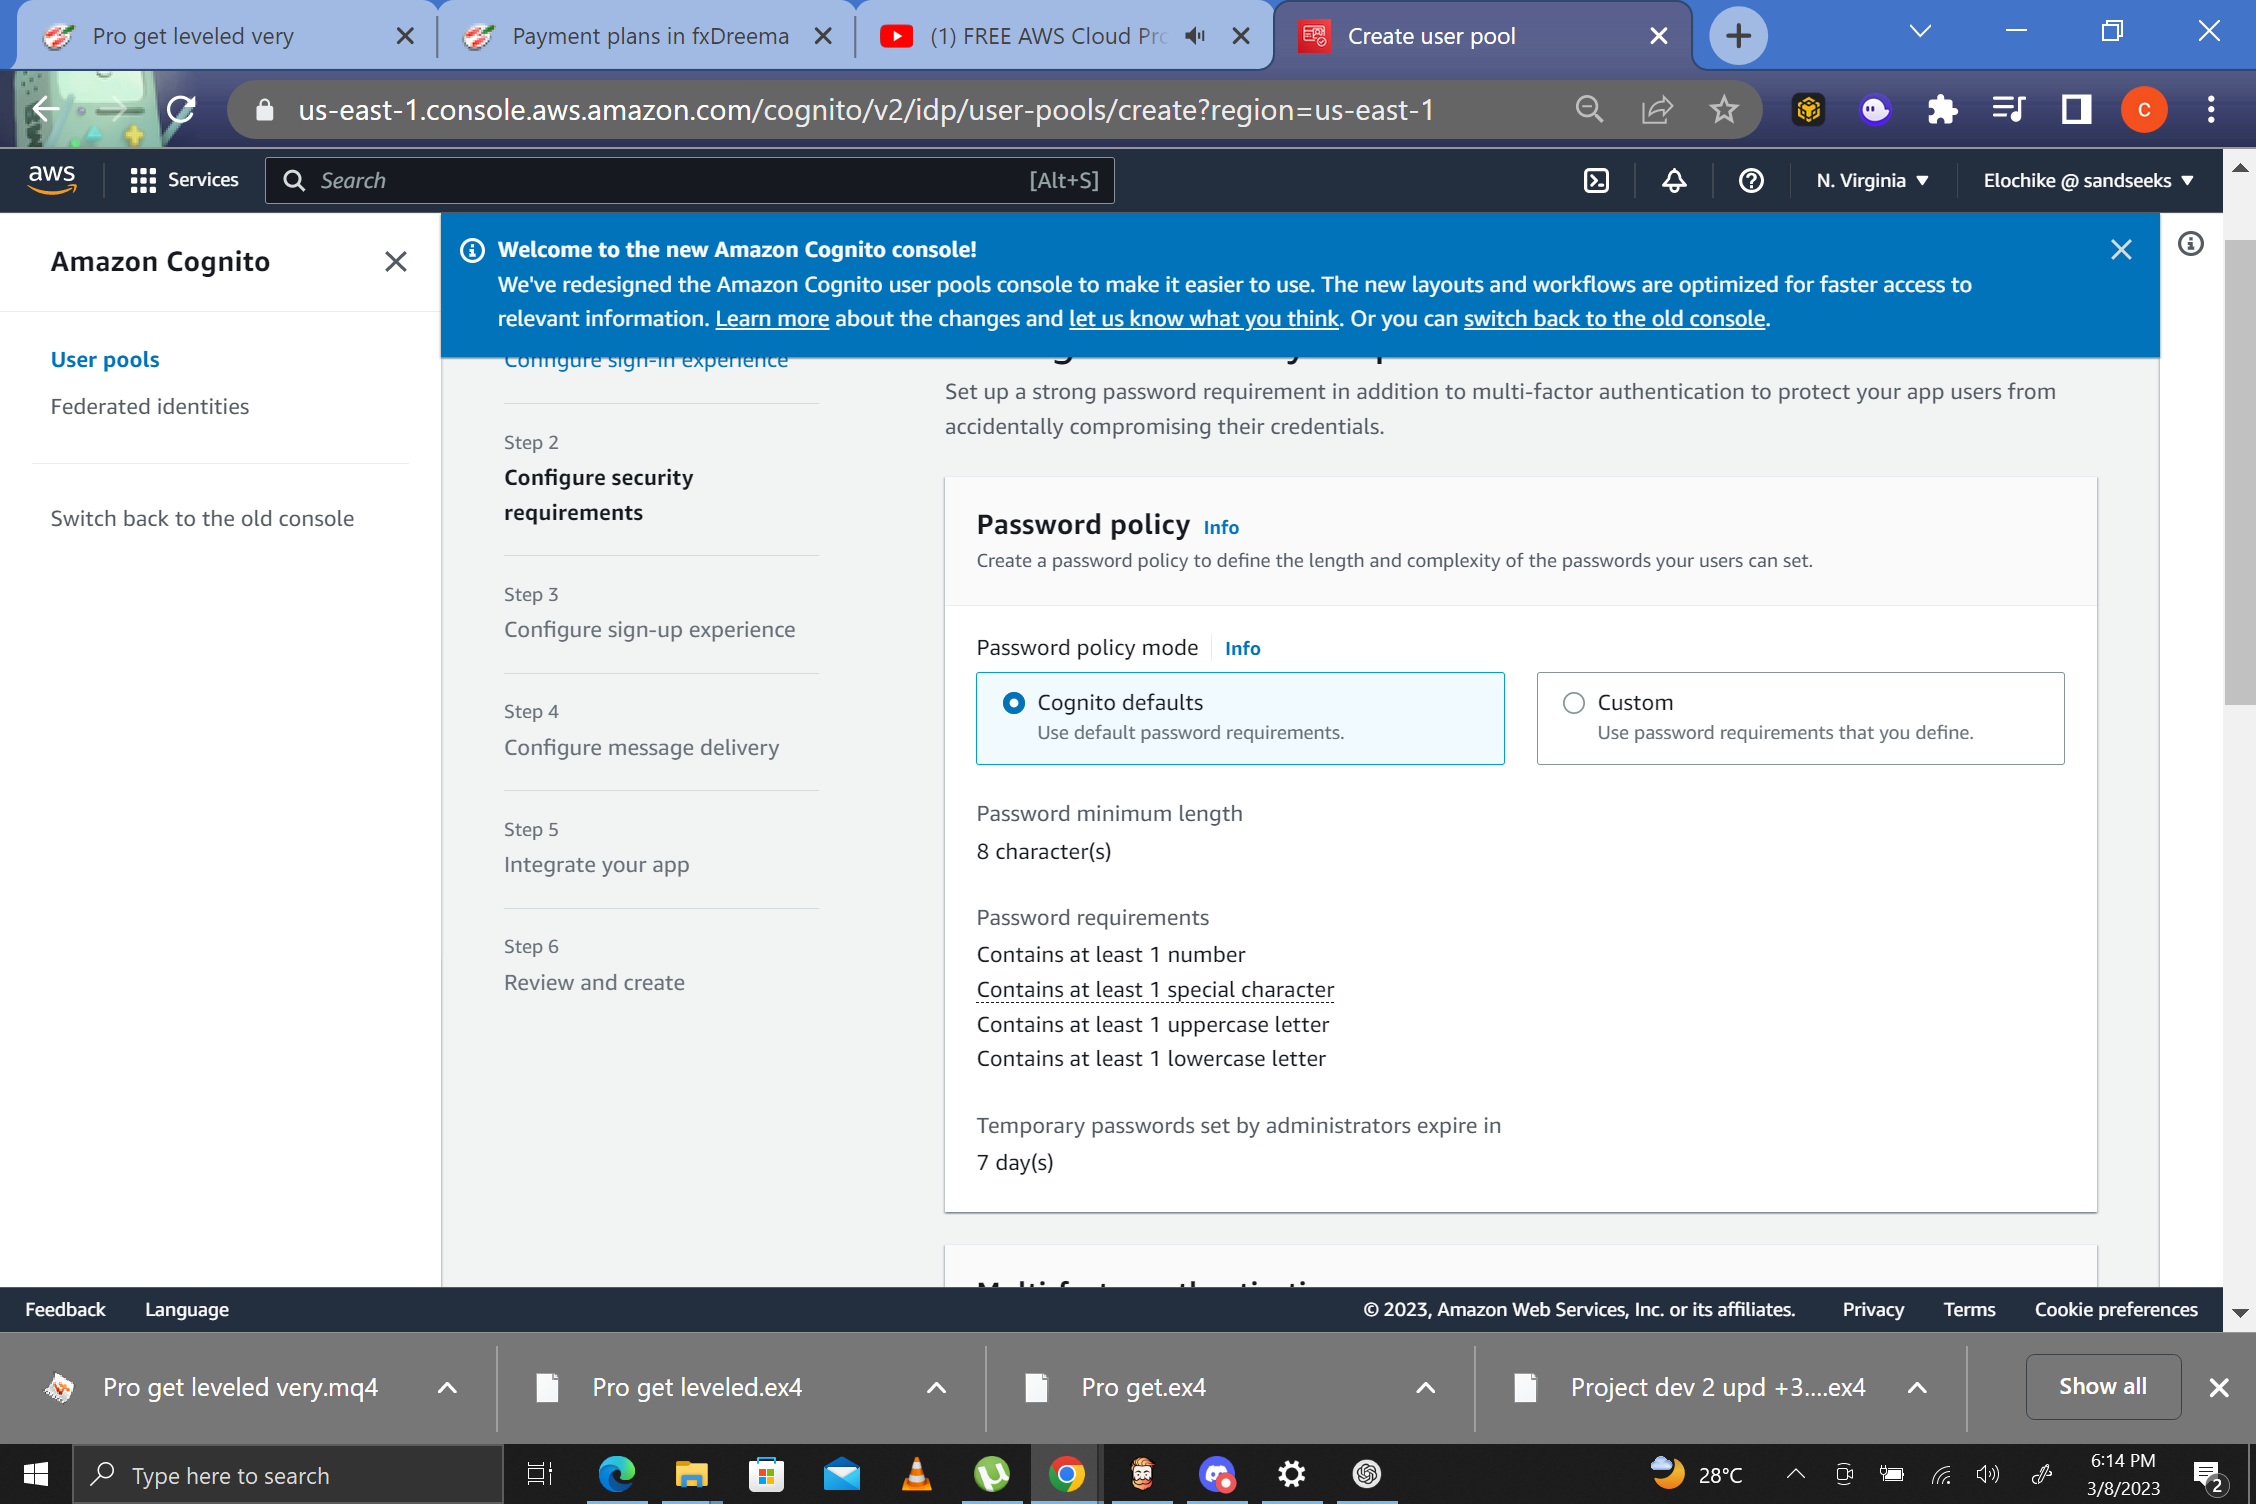 Pro get leveled very
Payment plans in fxDreema
(1) FREE AWS Cloud Pro
Create user pool
us-east-1.console.aws.amazon.com/cognito/v2/idp/user-pools/create?region=us-east-1
C
aws
Services
Search
[Alt+S]
N. Virginia
Elochike @ sandseeks
Amazon Cognito
User pools
Federated identities
Switch back to the old console
Welcome to the new Amazon Cognito console!
We've redesigned the Amazon Cognito user pools console to make it easier to use. The new layouts and workflows are optimized for faster access to
relevant information. Learn more about the changes and let us know what you think. Or you can switch back to the old console.
Configure sign-in experience
Step 2
Configure security
requirements
Step 3
Configure sign-up experience
Step 4
Configure message delivery
Step 5
Integrate your app
Step 6
Review and create
Set up a strong password requirement in addition to multi-factor authentication to protect your app users from
accidentally compromising their credentials.
Password policy Info
Create a password policy to define the length and complexity of the passwords your users can set.
Password policy mode Info
Cognito defaults
Use default password requirements.
Custom
Use password requirements that you define.
Password minimum length
8 character(s)
Password requirements
Contains at least 1 number
Contains at least 1 special character
Contains at least 1 uppercase letter
Contains at least 1 lowercase letter
Temporary passwords set by administrators expire in
7 day(s)
Multi-factor authentication
Feedback
Language
© 2023, Amazon Web Services, Inc. or its affiliates.
Privacy
Terms
Cookie preferences
Pro get leveled very.mq4
Pro get leveled.ex4
Pro get.ex4
Project dev 2 upd +3....ex4
Show all
Type here to search
28°C
6:14 PM
3/8/2023
2